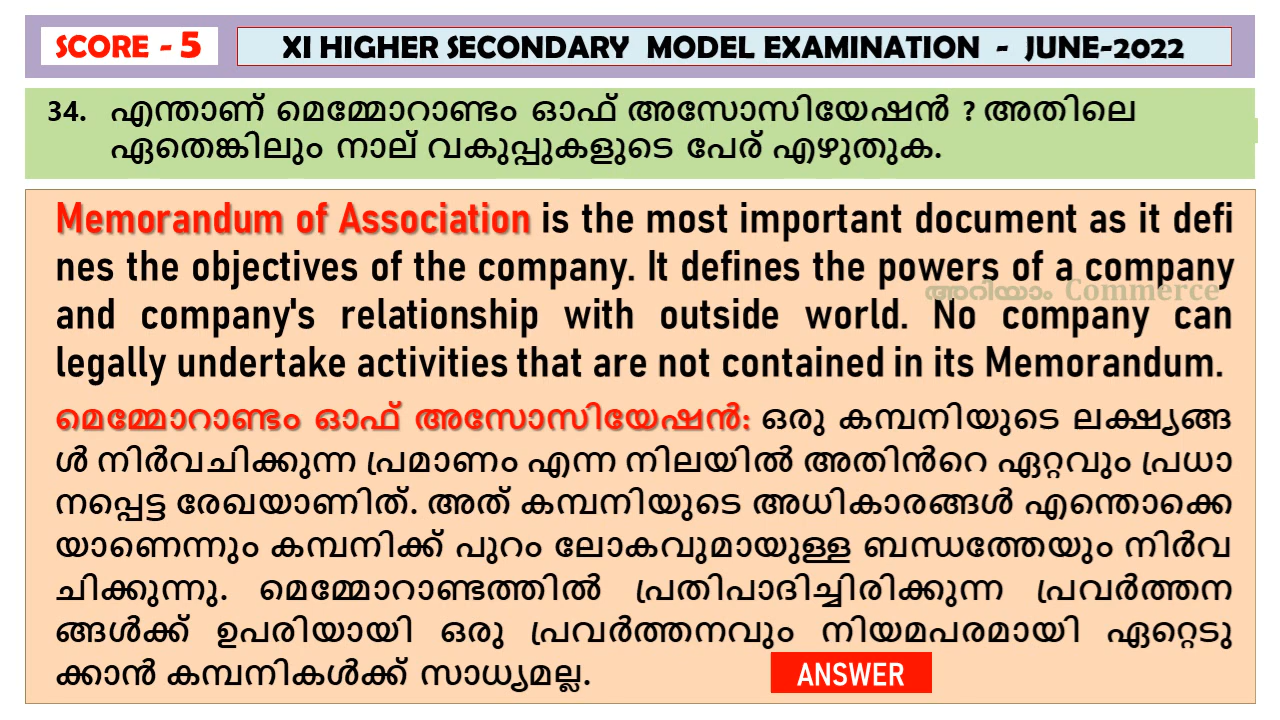 SCORE - 5
XI HIGHER SECONDARY MODEL EXAMINATION - JUNE-2022
34. എന്താണ് മെമ്മോറാണ്ടം ഓഫ് അസോസിയേഷൻ ? അതിലെ
ഏതെങ്കിലും നാല് വകുപ്പുകളുടെ പേര് എഴുതുക.
Memorandum of Association is the most important document as it defi
nes the objectives of the company. It defines the powers of a company
അറിയാം Commerce
and company's relationship with outside world. No company can
legally undertake activities that are not contained in its Memorandum.
മെമ്മോറാണ്ടം ഓഫ് അസോസിയേഷൻ: ഒരു കമ്പനിയുടെ ലക്ഷ്യങ്ങ
ൾ നിർവചിക്കുന്ന പ്രമാണം എന്ന നിലയിൽ അതിൻറെ ഏറ്റവും പ്രധാ
നപ്പെട്ട രേഖയാണിത്. അത് കമ്പനിയുടെ അധികാരങ്ങൾ എന്തൊക്കെ
യാണെന്നും കമ്പനിക്ക് പുറം ലോകവുമായുള്ള ബന്ധത്തേയും നിർവ
ചിക്കുന്നു. മെമ്മോറാണ്ടത്തിൽ പ്രതിപാദിച്ചിരിക്കുന്ന പ്രവർത്തന
ങ്ങൾക്ക് ഉപരിയായി ഒരു പ്രവർത്തനവും നിയമപരമായി ഏറ്റെടു
ക്കാൻ കമ്പനികൾക്ക് സാധ്യമല്ല.
ANSWER